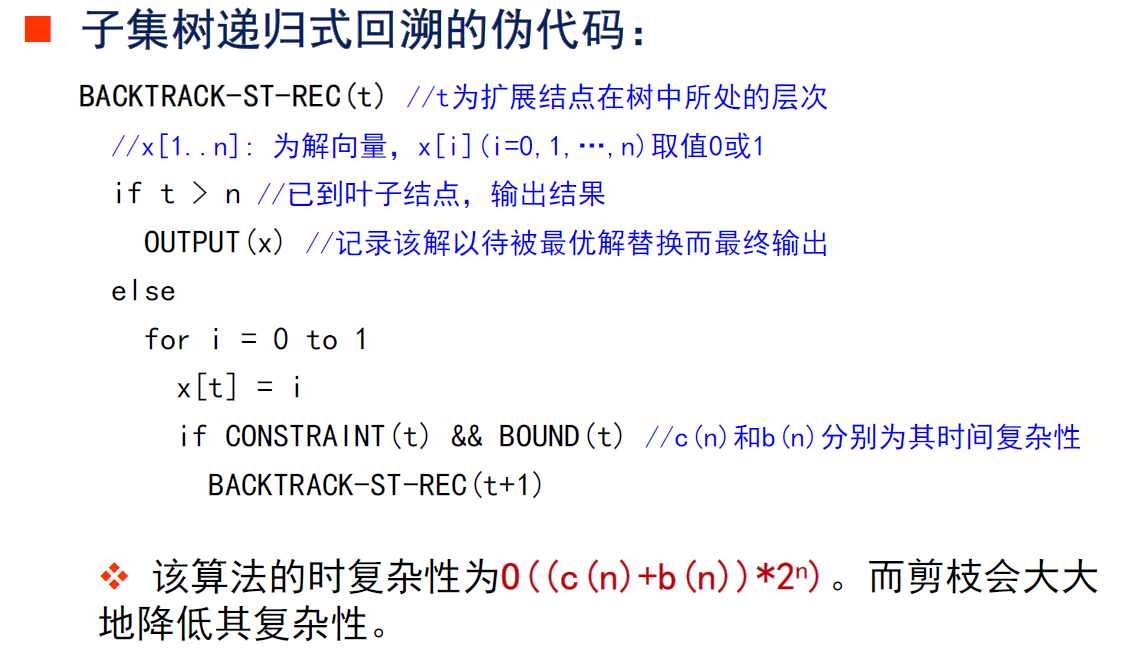 子集树递归式回溯的伪代码：
BACKTRACK-ST-REC(t) //t为扩展结点在树中所处的层次
//x[1..n]: 为解向量，x[i](i=0,1,…,n)取值0或1
if t > n //已到叶子结点，输出结果
OUTPUT(x) //记录该解以待被最优解替换而最终输出
else
for i = 0 to 1
x[t] = i
if CONSTRAINT(t) && BOUND(t) //c(n)和b(n)分别为其时间复杂性
BACKTRACK-ST-REC(t+1)
该算法的时复杂性为O((c(n)+b(n))*2ⁿ)。而剪枝会大大
地降低其复杂性。